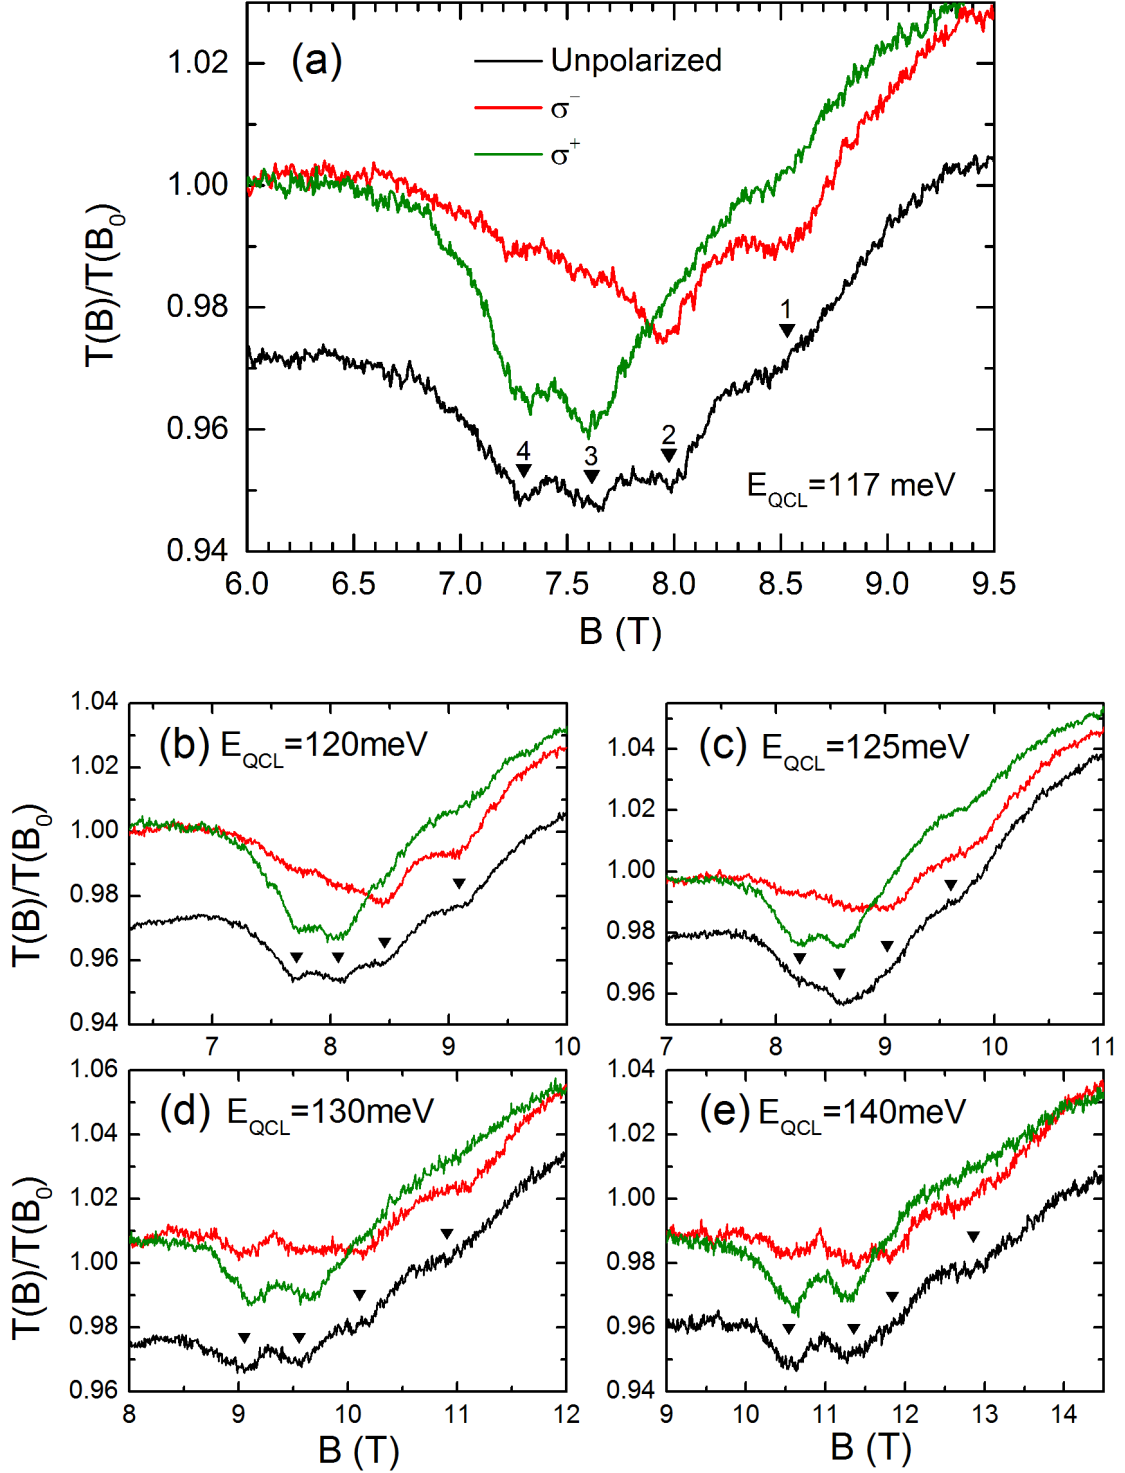 (a)
Unpolarized
σ⁻
σ⁺
1.02
1.00
0.98
0.96
0.94
T(B)/T(B₀)
1
2
3
4
E_QCL=117 meV
6.0 7.0 7.5 8.0 8.5 9.0 9.5
B (T)
(b) E_QCL=120meV
1.04
1.02
1.00
0.98
0.96
0.94
T(B)/T(B₀)
7 8 9 10
(c) E_QCL=125meV
1.04
1.02
1.00
0.98
0.96
7 8 9 10 11
(d) E_QCL=130meV
1.06
1.04
1.02
1.00
0.98
0.96
T(B)/T(B₀)
8 9 10 11 12
B (T)
(e) E_QCL=140meV
1.04
1.02
1.00
0.98
0.96
0.94
9 10 11 12 13 14
B (T)